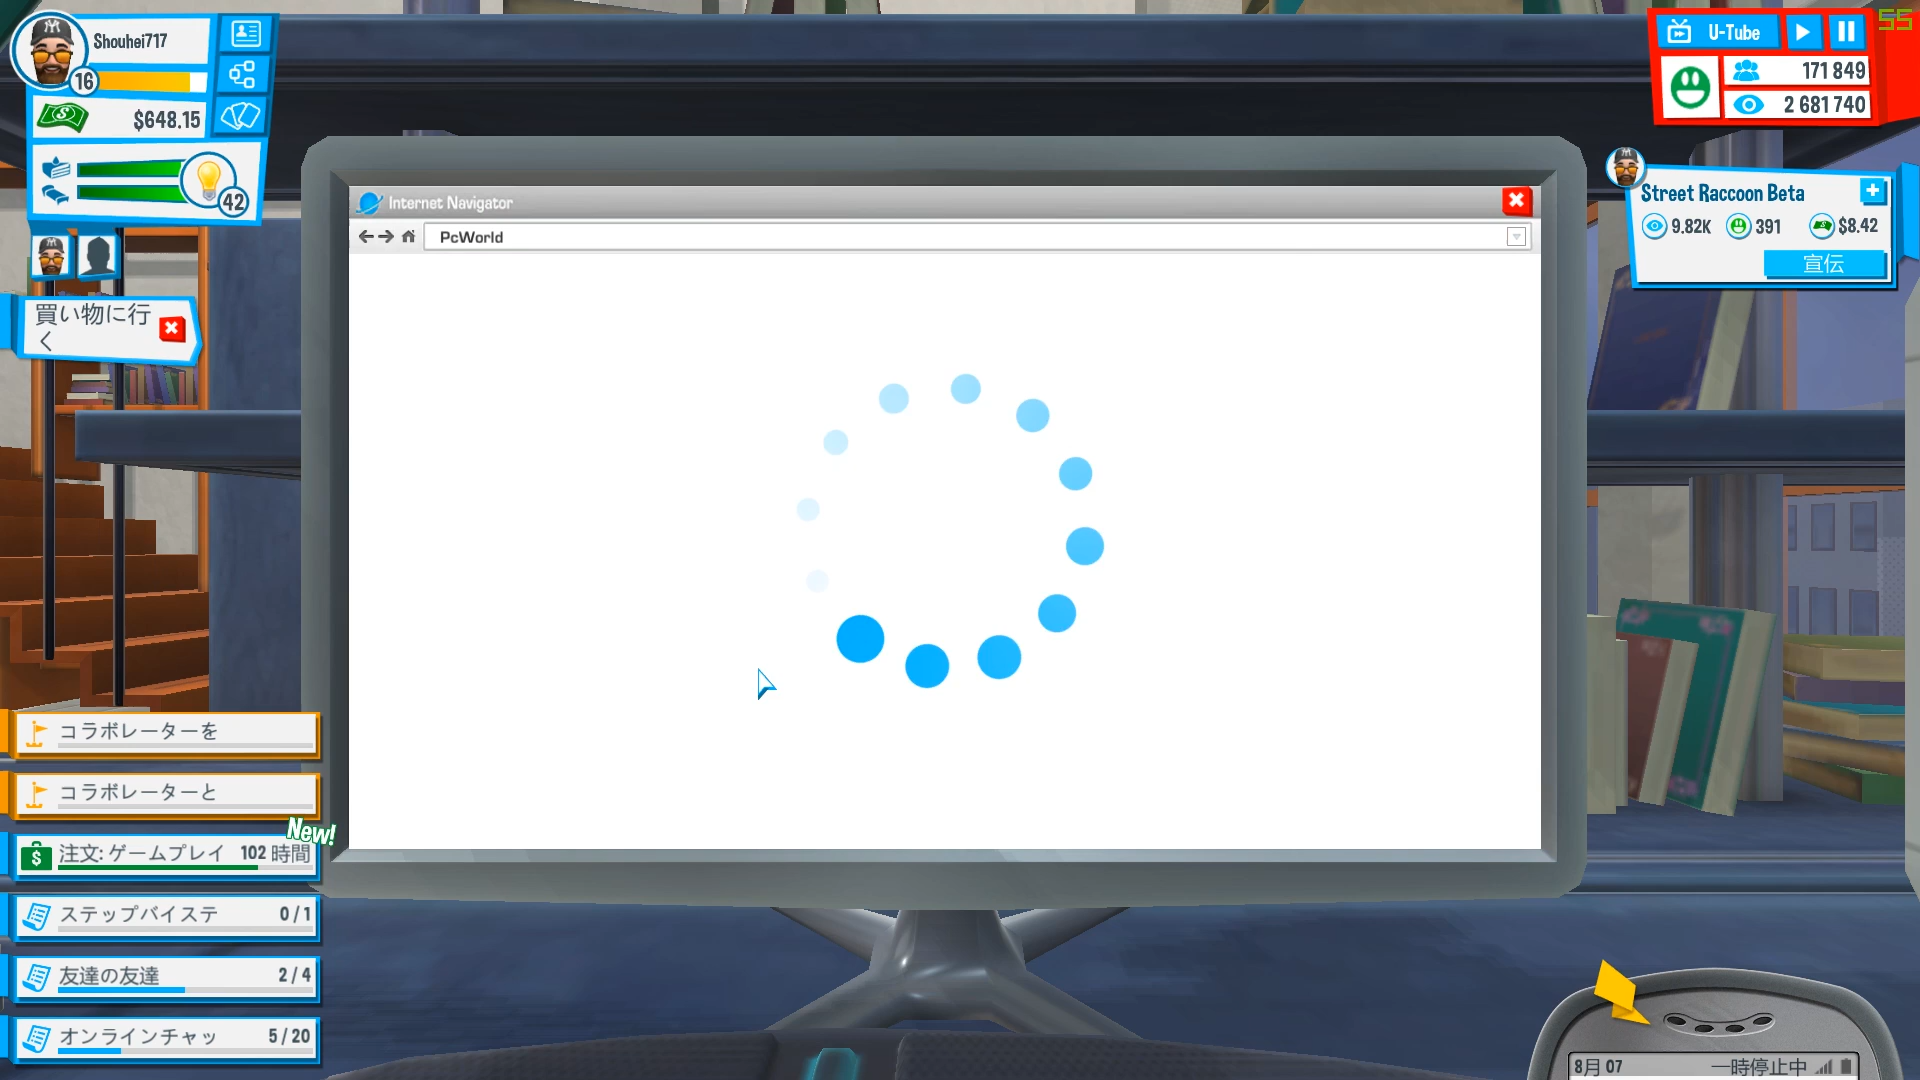 Shouhei717
16
$648.15
42
買い物に行
く
コラボレーターを
コラボレーターと
New!
注文: ゲームプレイ 102 時間
ステップバイステ 0 / 1
友達の友達 2 / 4
オンラインチャッ 5 / 20
Internet Navigator
PcWorld
55
U-Tube
171 849
2 681 740
Street Raccoon Beta
9.82K 391 $8.42
宣伝
8月 07 一時停止中